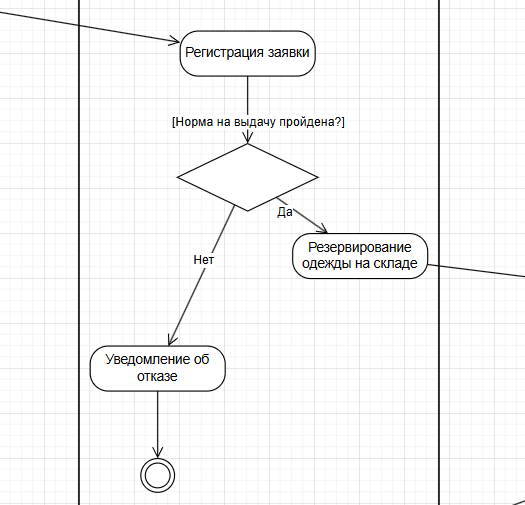 Регистрация заявки
[Норма на выдачу пройдена?]
Да
Резервирование
одежды на складе
Нет
Уведомление об
отказе